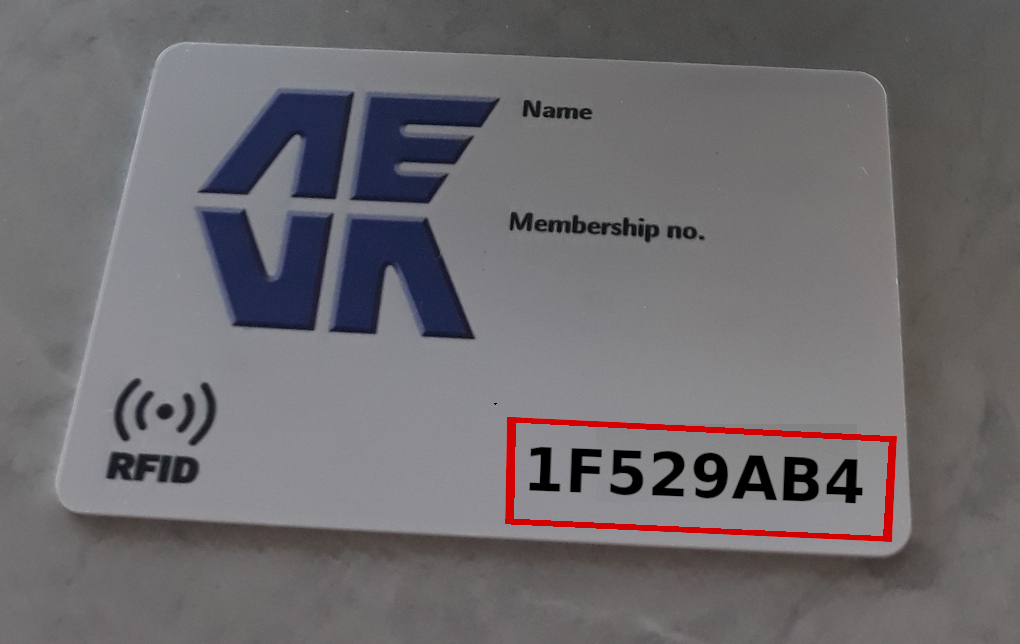 AE
VA
Name
Membership no.
RFID
1F529AB4